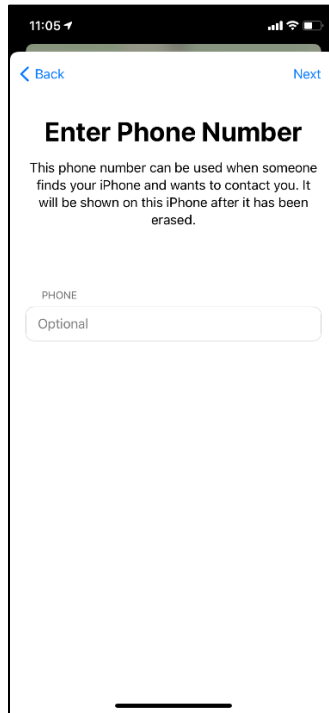 11:05
Back
Next
Enter Phone Number
This phone number can be used when someone
finds your iPhone and wants to contact you. It
will be shown on this iPhone after it has been
erased.
PHONE
Optional